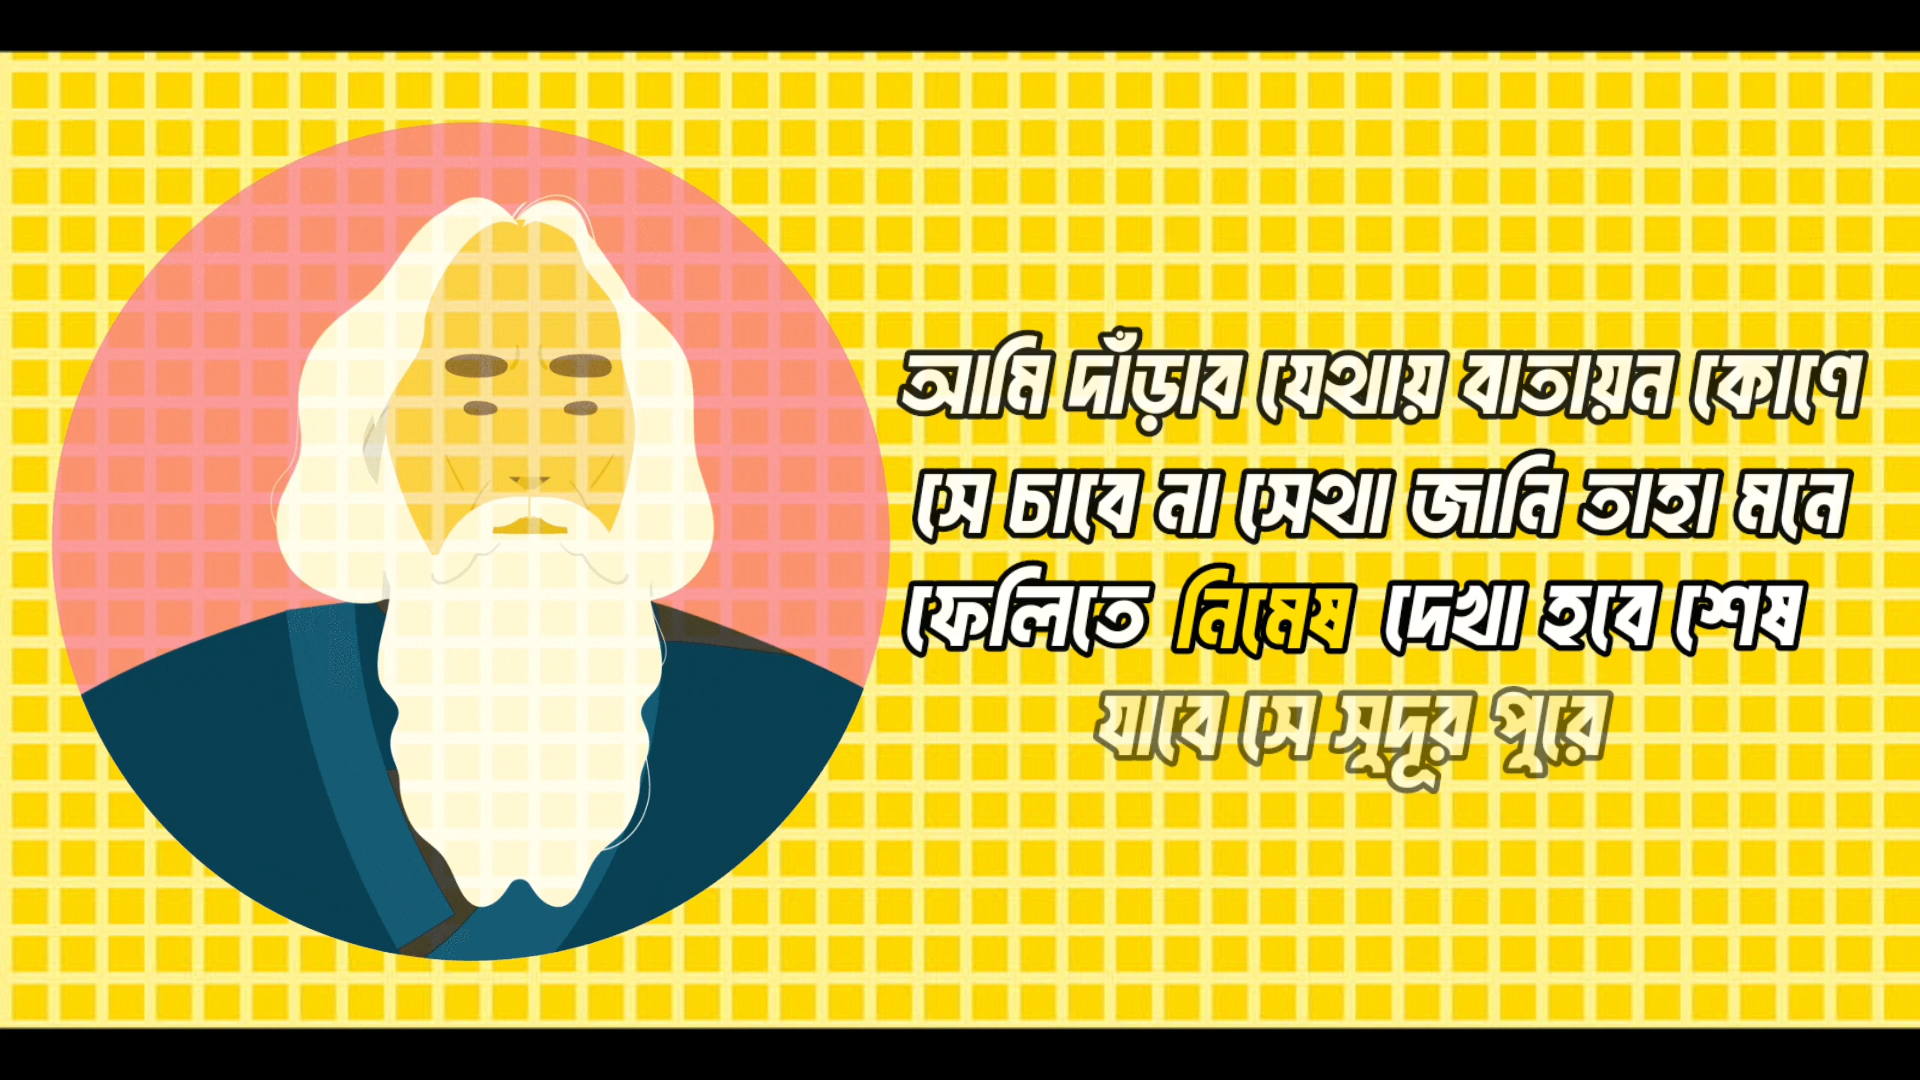 আমি দাঁড়াব যেথায় বাতায়ন কোণে
সে চাবে না সেথা জানি তাহা মনে
ফেলিতে নিমেষ দেখা হবে শেষ
যাবে সে সুদূর পুরে